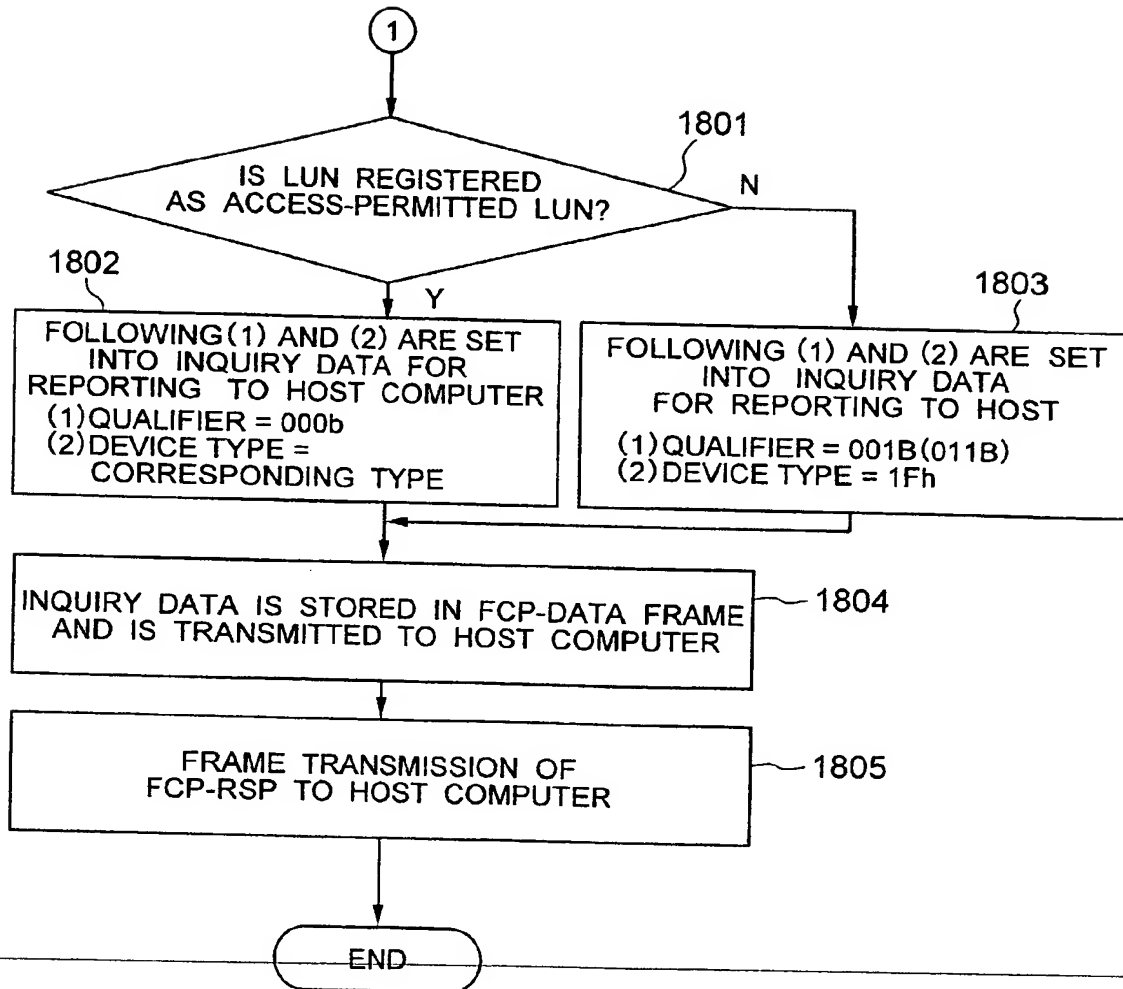 1
1801
IS LUN REGISTERED
AS ACCESS-PERMITTED LUN?
N
1802
Y
1803
FOLLOWING (1) AND (2) ARE SET
INTO INQUIRY DATA FOR
REPORTING TO HOST COMPUTER
(1) QUALIFIER = 000b
(2) DEVICE TYPE =
CORRESPONDING TYPE
FOLLOWING (1) AND (2) ARE SET
INTO INQUIRY DATA
FOR REPORTING TO HOST
(1) QUALIFIER = 001B(011B)
(2) DEVICE TYPE = 1Fh
INQUIRY DATA IS STORED IN FCP-DATA FRAME
AND IS TRANSMITTED TO HOST COMPUTER
1804
FRAME TRANSMISSION OF
FCP-RSP TO HOST COMPUTER
1805
END